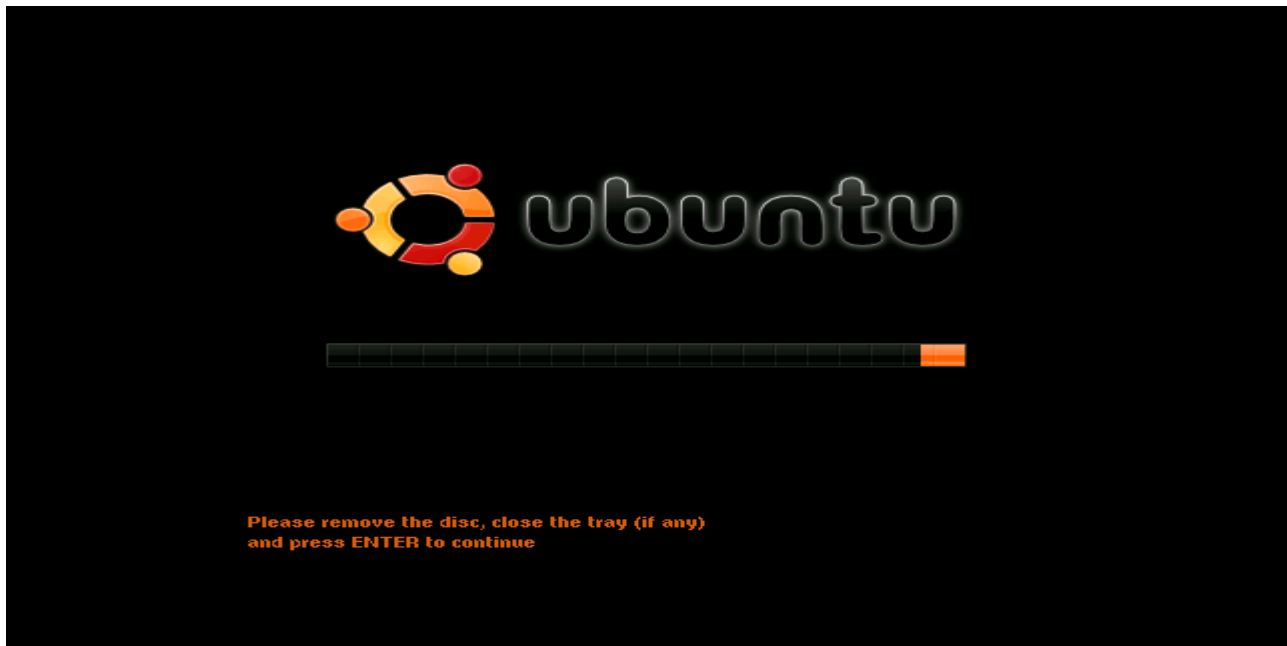 ubuntu
Please remove the disc, close the tray (if any)
and press ENTER to continue